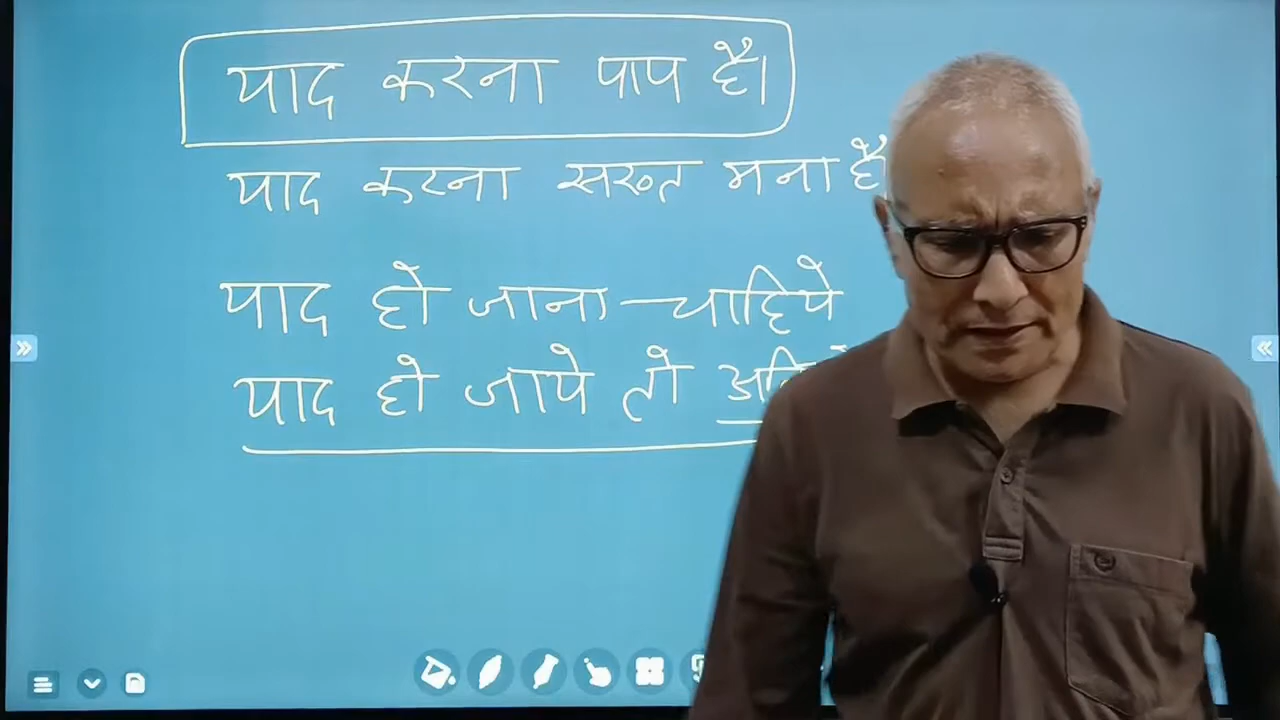 याद करना पाप है।
याद करना सख्त मना है
याद हो जाना चाहिये
याद हो जाये तो